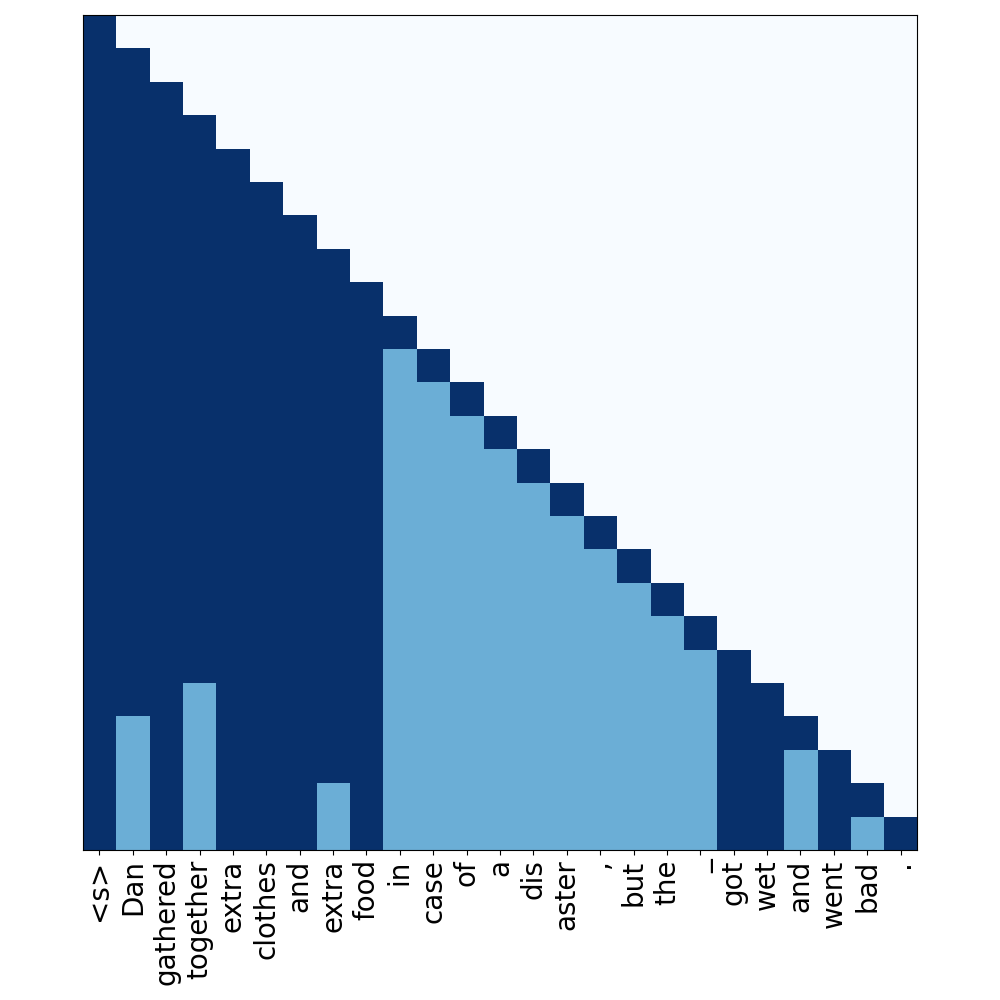 <s>
Dan
gathered
together
extra
clothes
and
extra
food
in
case
of
a
dis
aster
,
but
the
_
got
wet
and
went
bad
.